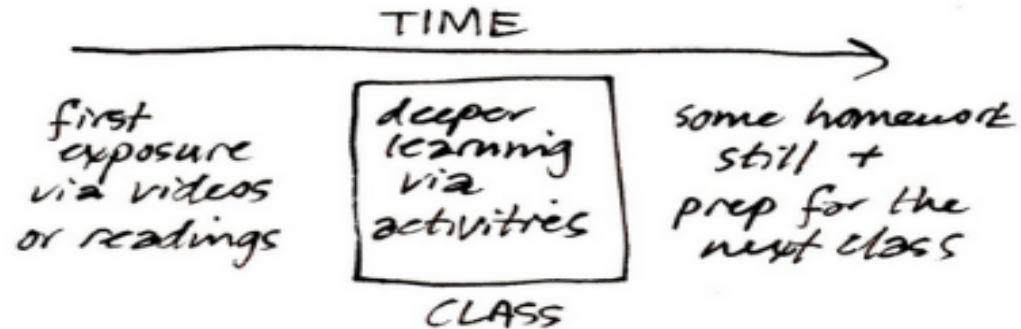 TIME
first
exposure
via videos
or readings
deeper
learning
via
activities
some homework
still +
prep for the
next class
CLASS